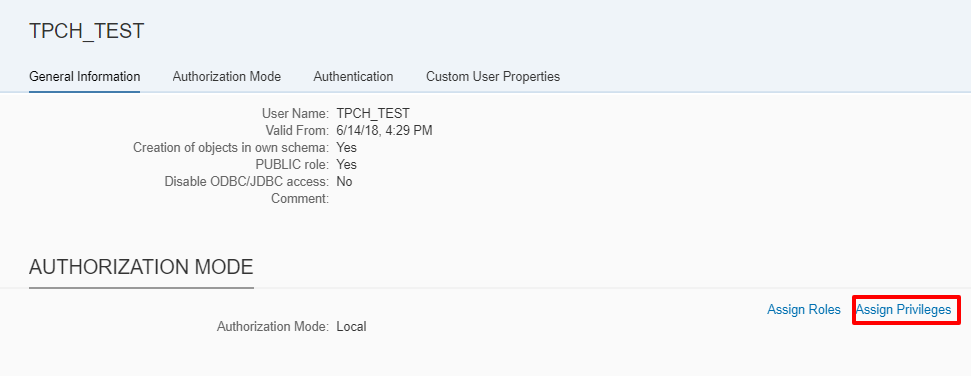 TPCH_TEST
General Information Authorization Mode Authentication Custom User Properties
User Name: TPCH_TEST
Valid From: 6/14/18, 4:29 PM
Creation of objects in own schema: Yes
PUBLIC role: Yes
Disable ODBC/JDBC access: No
Comment:
AUTHORIZATION MODE
Assign Roles Assign Privileges
Authorization Mode: Local